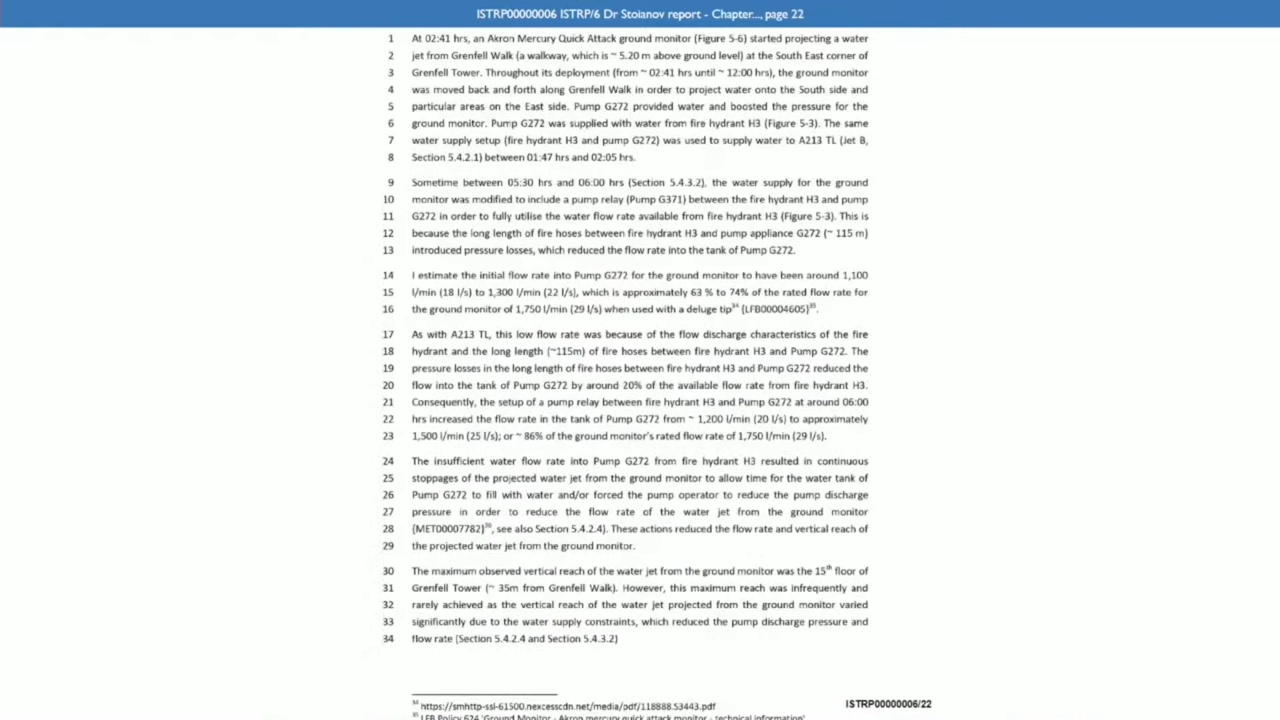 ISTRP00000006 ISTRP/6 Dr Stoianov report - Chapter..., page 22
1 At 02:41 hrs, an Akron Mercury Quick Attack ground monitor (Figure 5-6) started projecting a water
2 jet from Grenfell Walk (a walkway, which is ~ 5.20 m above ground level) at the South East corner of
3 Grenfell Tower. Throughout its deployment (from ~ 02:41 hrs until ~ 12:00 hrs), the ground monitor
4 was moved back and forth along Grenfell Walk in order to project water onto the South side and
5 particular areas on the East side. Pump G272 provided water and boosted the pressure for the
6 ground monitor. Pump G272 was supplied with water from fire hydrant H3 (Figure 5-3). The same
7 water supply setup (fire hydrant H3 and pump G272) was used to supply water to A213 TL (Jet B,
8 Section 5.4.2.1) between 01:47 hrs and 02:05 hrs.
9 Sometime between 05:30 hrs and 06:00 hrs (Section 5.4.3.2), the water supply for the ground
10 monitor was modified to include a pump relay (Pump G371) between the fire hydrant H3 and pump
11 G272 in order to fully utilise the water flow rate available from fire hydrant H3 (Figure 5-3). This is
12 because the long length of fire hoses between fire hydrant H3 and pump appliance G272 (~ 115 m)
13 introduced pressure losses, which reduced the flow rate into the tank of Pump G272.
14 I estimate the initial flow rate into Pump G272 for the ground monitor to have been around 1,100
15 l/min (18 l/s) to 1,300 l/min (22 l/s), which is approximately 63 % to 74% of the rated flow rate for
16 the ground monitor of 1,750 l/min (29 l/s) when used with a deluge tip34 {LFB00004605}35.
17 As with A213 TL, this low flow rate was because of the flow discharge characteristics of the fire
18 hydrant and the long length (~115m) of fire hoses between fire hydrant H3 and Pump G272. The
19 pressure losses in the long length of fire hoses between fire hydrant H3 and Pump G272 reduced the
20 flow into the tank of Pump G272 by around 20% of the available flow rate from fire hydrant H3.
21 Consequently, the setup of a pump relay between fire hydrant H3 and Pump G272 at around 06:00
22 hrs increased the flow rate in the tank of Pump G272 from ~ 1,200 l/min (20 l/s) to approximately
23 1,500 l/min (25 l/s); or ~ 86% of the ground monitor's rated flow rate of 1,750 l/min (29 l/s).
24 The insufficient water flow rate into Pump G272 from fire hydrant H3 resulted in continuous
25 stoppages of the projected water jet from the ground monitor to allow time for the water tank of
26 Pump G272 to fill with water and/or forced the pump operator to reduce the pump discharge
27 pressure in order to reduce the flow rate of the water jet from the ground monitor
28 {MET00007782}36, see also Section 5.4.2.4). These actions reduced the flow rate and vertical reach of
29 the projected water jet from the ground monitor.
30 The maximum observed vertical reach of the water jet from the ground monitor was the 15th floor of
31 Grenfell Tower (~ 35m from Grenfell Walk). However, this maximum reach was infrequently and
32 rarely achieved as the vertical reach of the water jet projected from the ground monitor varied
33 significantly due to the water supply constraints, which reduced the pump discharge pressure and
34 flow rate (Section 5.4.2.4 and Section 5.4.3.2)
34 https://smhttp-ssl-61500.nexcesscdn.net/media/pdf/118888.53443.pdf
ISTRP00000006/22
35 LFB Policy 624 'Ground Monitor - Akron mercury quick attack monitor - technical information'